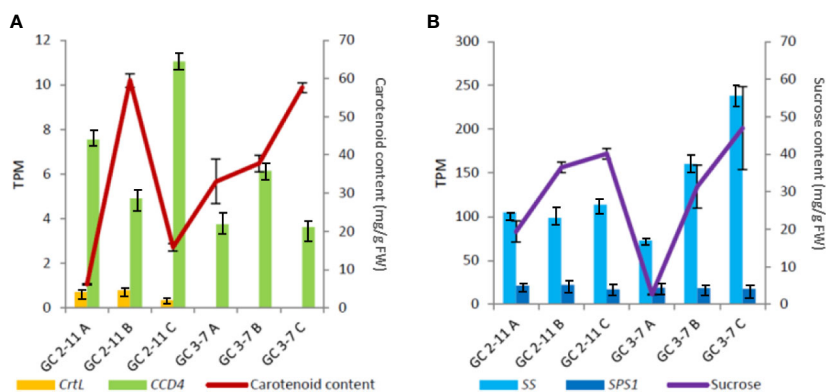 A
B
12
10
8
6
4
2
0
TPM
70
60
50
40
30
20
10
0
Carotenoid content (mg/g FW)
GC 2-11 A
GC 2-11 B
GC 2-11 C
GC 3-7 A
GC 3-7 B
GC 3-7 C
CrtL
CCD4
Carotenoid content
300
250
200
150
100
50
0
TPM
70
60
50
40
30
20
10
0
Sucrose content (mg/g FW)
GC 2-11 A
GC 2-11 B
GC 2-11 C
GC 3-7 A
GC 3-7 B
GC 3-7 C
SS
SPS1
Sucrose